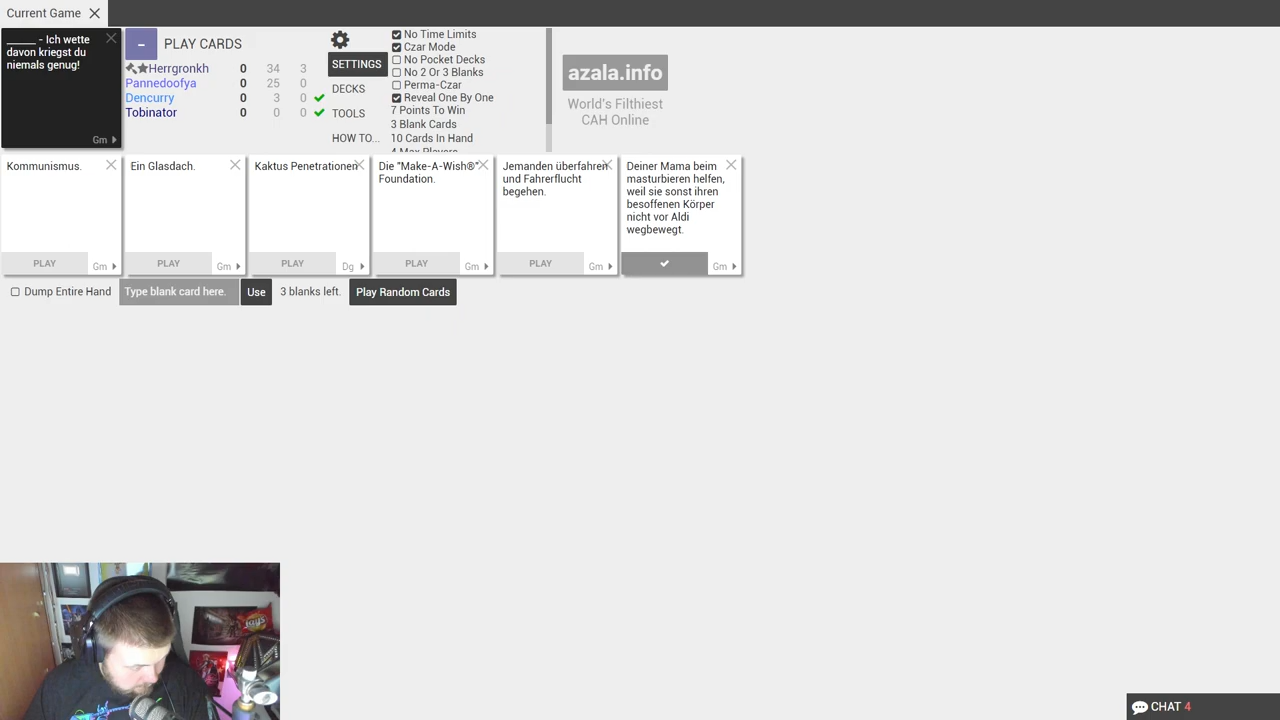 Current Game
______ - Ich wette
davon kriegst du
niemals genug!
Gm
–
PLAY CARDS
Herrgronkh 0 34 3
Pannedoofya 0 25 0
Dencurry 0 3 0
Tobinator 0 0 0
SETTINGS
DECKS
TOOLS
HOW TO...
No Time Limits
Czar Mode
No Pocket Decks
No 2 Or 3 Blanks
Perma-Czar
Reveal One By One
7 Points To Win
3 Blank Cards
10 Cards In Hand
4 Max Players
azala.info
World's Filthiest
CAH Online
Kommunismus.
PLAY Gm
Ein Glasdach.
PLAY Gm
Kaktus Penetrationen
PLAY Dg
Die "Make-A-Wish®"
Foundation.
PLAY Gm
Jemanden überfahren
und Fahrerflucht
begehen.
PLAY Gm
Deiner Mama beim
masturbieren helfen,
weil sie sonst ihren
besoffenen Körper
nicht vor Aldi
wegbewegt.
Gm
Dump Entire Hand Type blank card here. Use 3 blanks left. Play Random Cards
Lays
CHAT 4